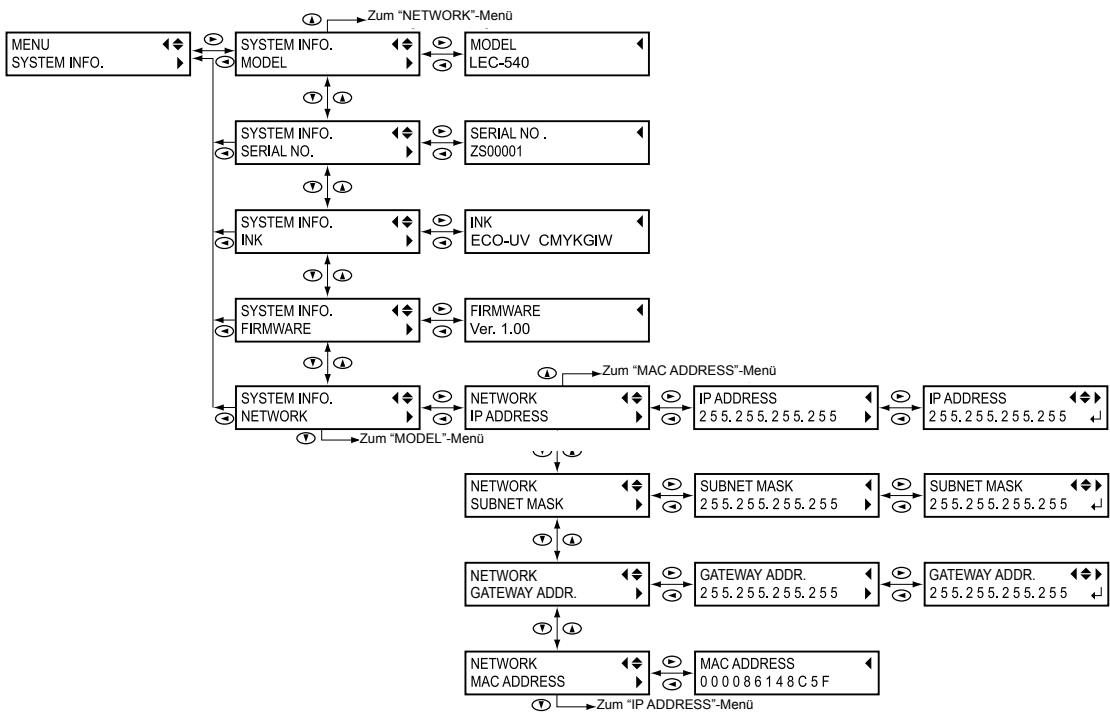 Zum “NETWORK”-Menü
MENU
SYSTEM INFO.
SYSTEM INFO.
MODEL
MODEL
LEC-540
SYSTEM INFO.
SERIAL NO.
SERIAL NO .
ZS00001
SYSTEM INFO.
INK
INK
ECO-UV CMYKGIW
SYSTEM INFO.
FIRMWARE
FIRMWARE
Ver. 1.00
Zum “MAC ADDRESS”-Menü
SYSTEM INFO.
NETWORK
NETWORK
IP ADDRESS
IP ADDRESS
255.255.255.255
IP ADDRESS
255.255.255.255
Zum “MODEL”-Menü
NETWORK
SUBNET MASK
SUBNET MASK
255.255.255.255
SUBNET MASK
255.255.255.255
NETWORK
GATEWAY ADDR.
GATEWAY ADDR.
255.255.255.255
GATEWAY ADDR.
255.255.255.255
NETWORK
MAC ADDRESS
MAC ADDRESS
000086148C5F
Zum “IP ADDRESS”-Menü